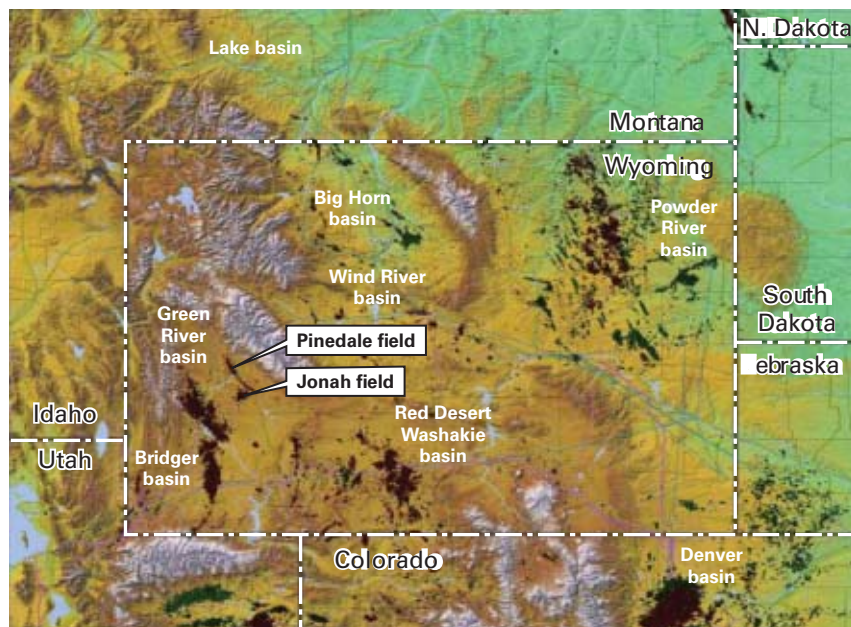 N. Dakota
Lake basin
Montana
Wyoming
Big Horn
basin
Powder
River
basin
Wind River
basin
South
Dakota
Green
River
basin
Pinedale field
ebraska
Jonah field
Idaho
Red Desert
Washakie
basin
Utah
Bridger
basin
Colorado
Denver
basin